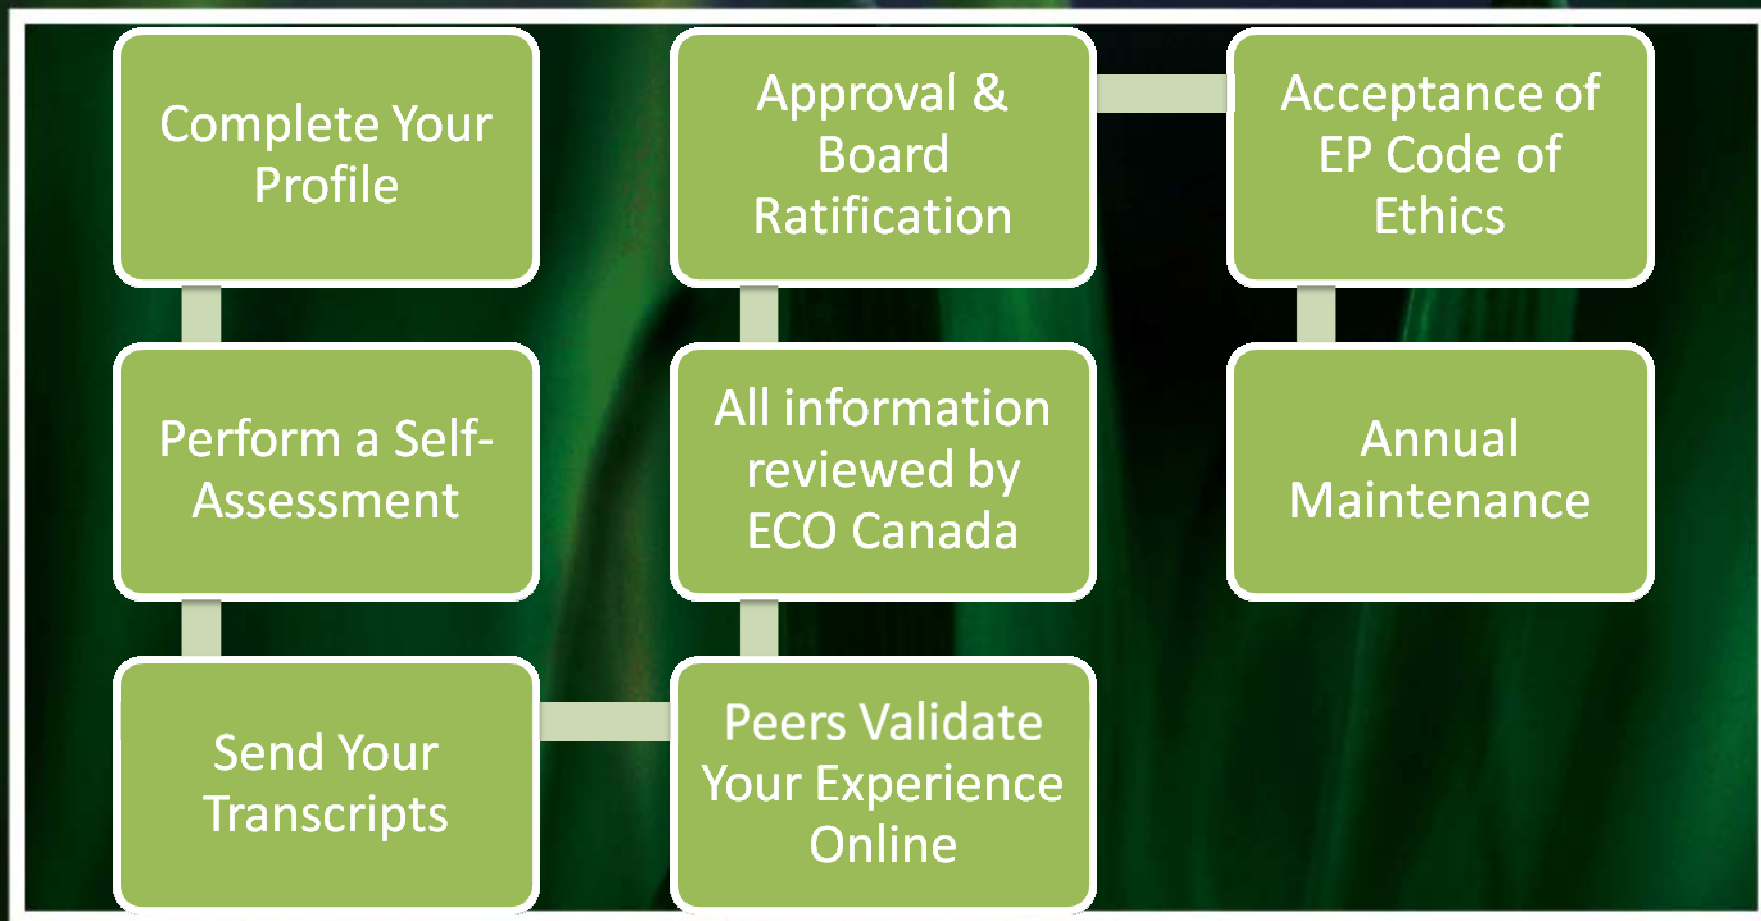 Complete Your
Profile
Perform a Self-
Assessment
Send Your
Transcripts
Peers Validate
Your Experience
Online
All information
reviewed by
ECO Canada
Approval &
Board
Ratification
Acceptance of
EP Code of
Ethics
Annual
Maintenance